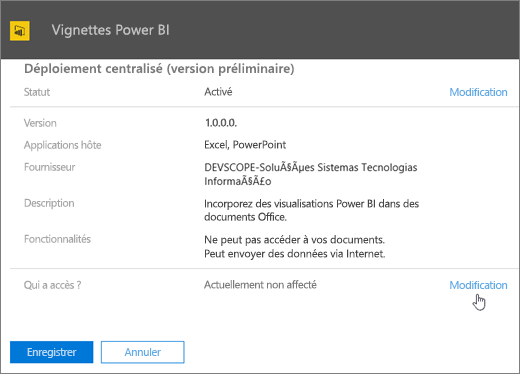 Vignettes Power BI
Déploiement centralisé (version préliminaire)
Statut Activé Modification
Version 1.0.0.0.
Applications hôte Excel, PowerPoint
Fournisseur DEVSCOPE-SoluÃ§Ãµes Sistemas Tecnologias
InformaÃ§Ã£o
Description Incorporez des visualisations Power BI dans des
documents Office.
Fonctionnalités Ne peut pas accéder à vos documents.
Peut envoyer des données via Internet.
Qui a accès ? Actuellement non affecté Modification
Enregistrer Annuler